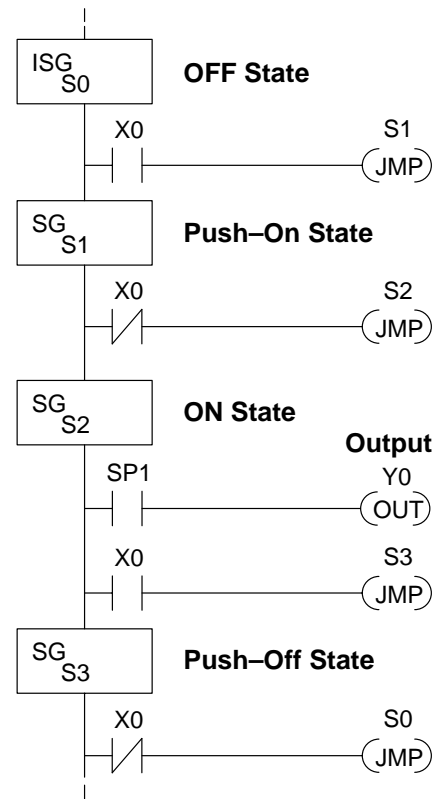 ISG
S0
OFF State
X0
S1
JMP
SG
S1
Push–On State
X0
S2
JMP
SG
S2
ON State
Output
SP1
Y0
OUT
X0
S3
JMP
SG
S3
Push–Off State
X0
S0
JMP